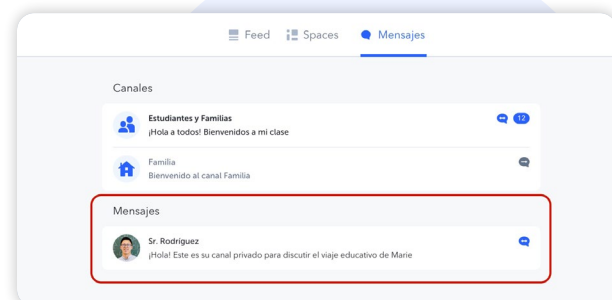 Feed Spaces Mensajes
Canales
Estudiantes y Familias
¡Hola a todos! Bienvenidos a mi clase
12
Familia
Bienvenido al canal Familia
Mensajes
Sr. Rodriguez
¡Hola! Este es su canal privado para discutir el viaje educativo de Marie